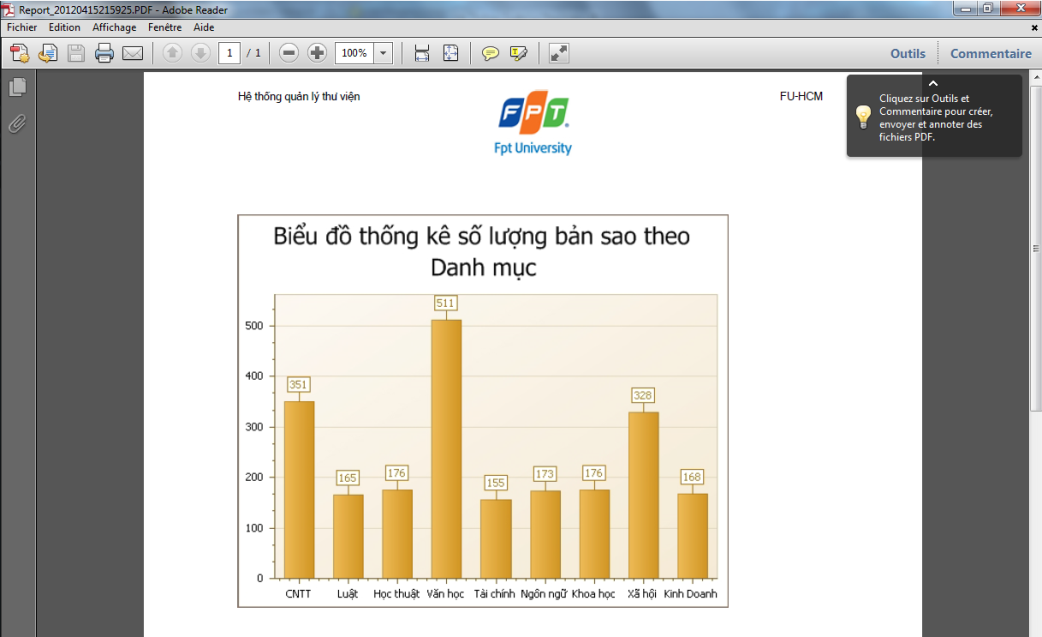 Report_20120415215925.PDF - Adobe Reader
Fichier Edition Affichage Fenêtre Aide
1 / 1 100% Outils Commentaire
Cliquez sur Outils et
Commentaire pour créer,
envoyer et annoter des
fichiers PDF.
Hệ thống quản lý thư viện
FPT
Fpt University
FU-HCM
Biểu đồ thống kê số lượng bản sao theo
Danh mục
500
400
300
200
100
0
351
165
176
511
155
173
176
328
168
CNTT Luật Học thuật Văn học Tài chính Ngôn ngữ Khoa học Xã hội Kinh Doanh